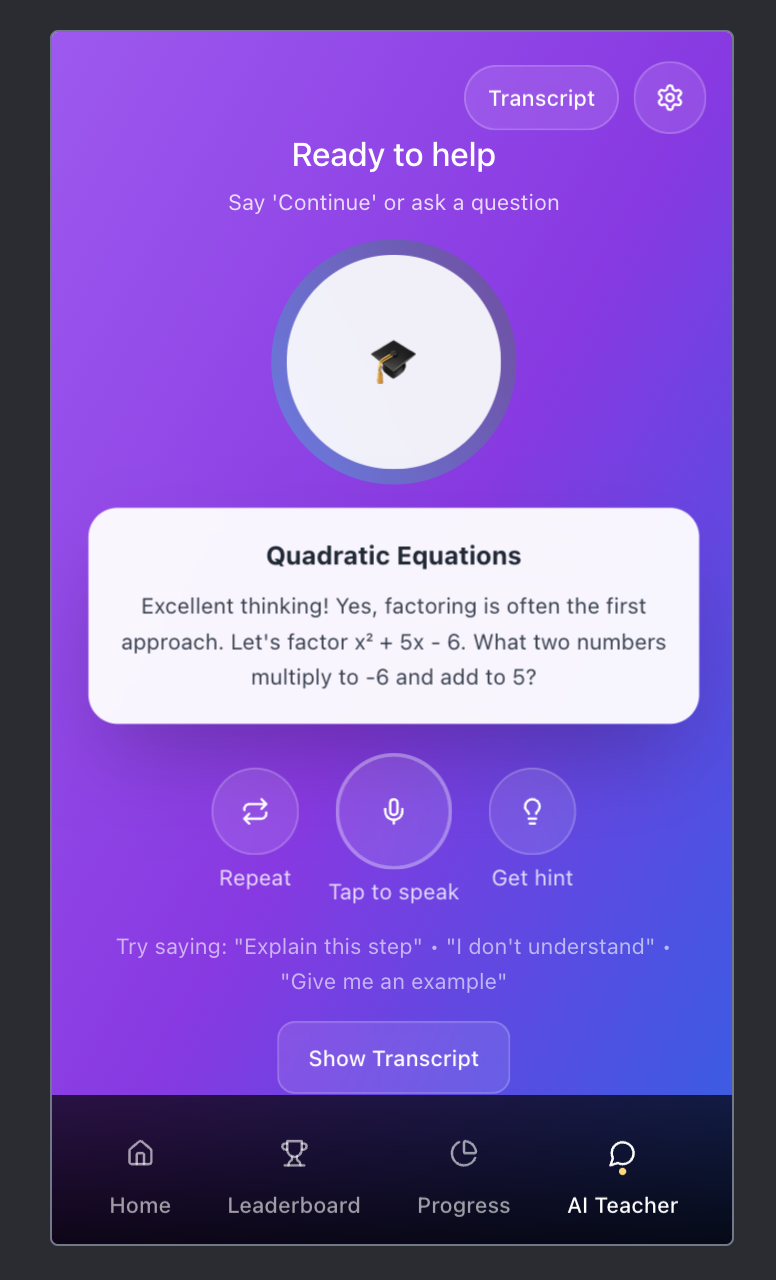 Transcript
Ready to help
Say 'Continue' or ask a question
Quadratic Equations
Excellent thinking! Yes, factoring is often the first
approach. Let's factor x² + 5x - 6. What two numbers
multiply to -6 and add to 5?
Repeat
Tap to speak
Get hint
Try saying: "Explain this step" • "I don't understand" •
"Give me an example"
Show Transcript
Home
Leaderboard
Progress
AI Teacher